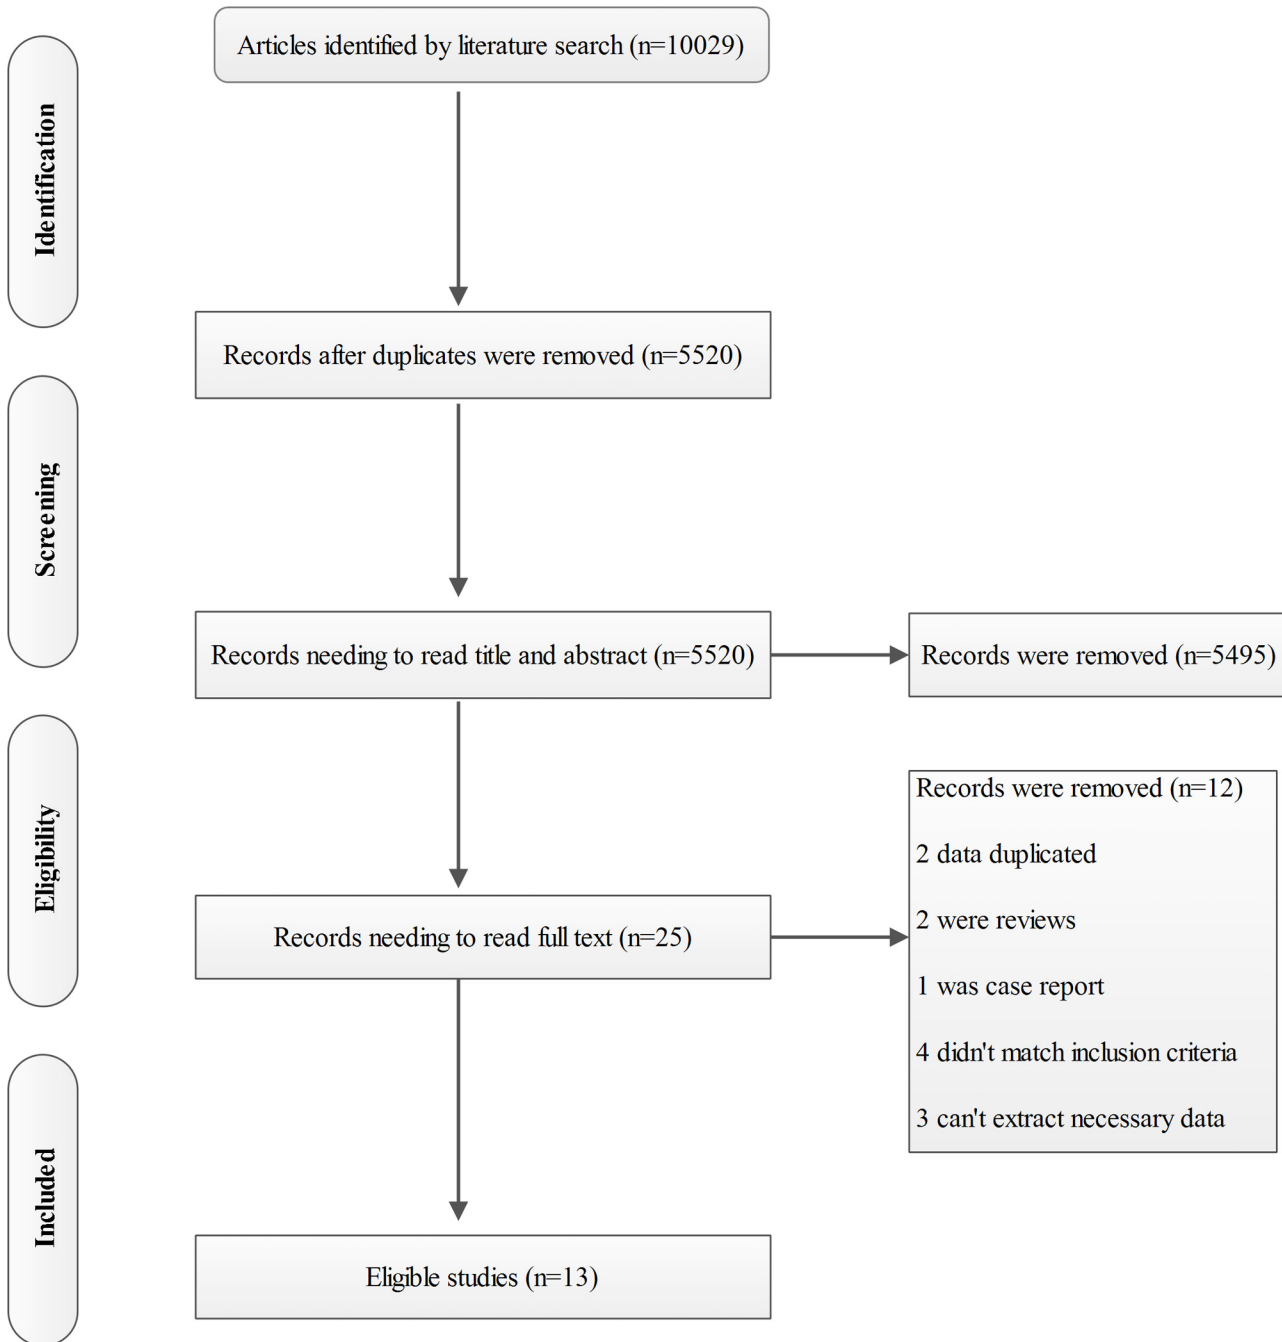 Identification
Articles identified by literature search (n=10029)
Records after duplicates were removed (n=5520)
Screening
Records needing to read title and abstract (n=5520)
Records were removed (n=5495)
Eligibility
Records needing to read full text (n=25)
Records were removed (n=12)
2 data duplicated
2 were reviews
1 was case report
4 didn't match inclusion criteria
3 can't extract necessary data
Included
Eligible studies (n=13)